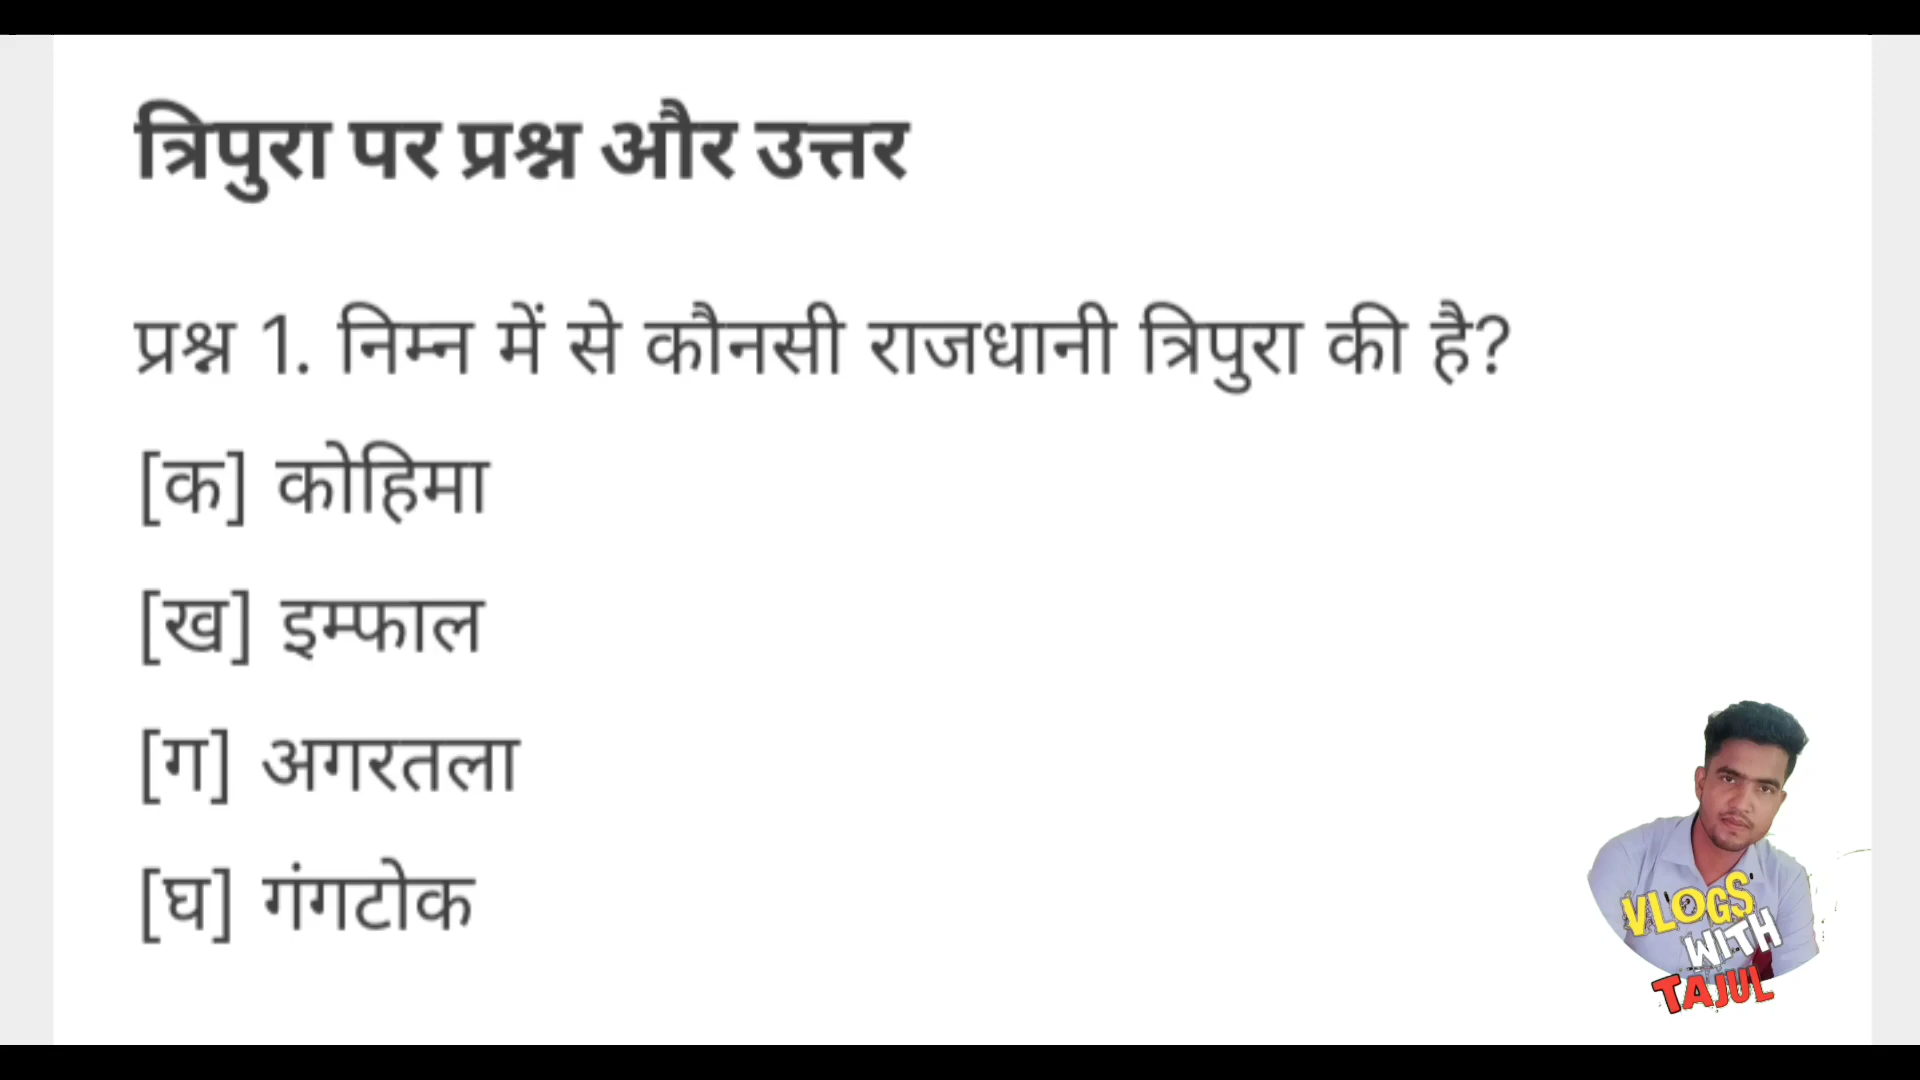 त्रिपुरा पर प्रश्न और उत्तर
प्रश्न 1. निम्न में से कौनसी राजधानी त्रिपुरा की है?
[क] कोहिमा
[ख] इम्फाल
[ग] अगरतला
[घ] गंगटोक
VLOGS
WITH
TAJUL